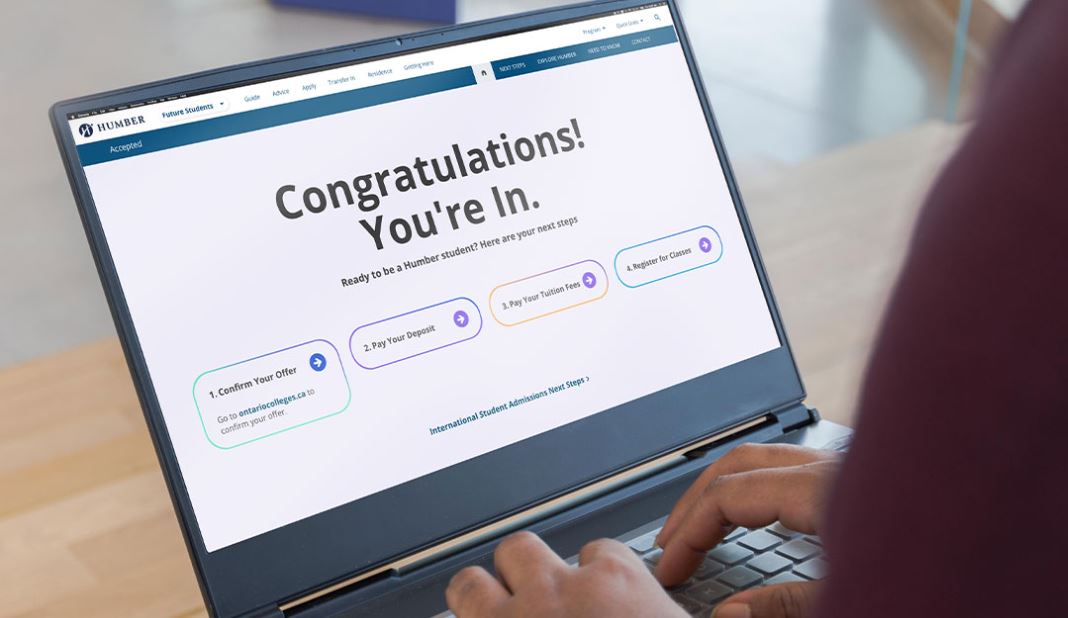 Program
Quick Links
HUMBER
Future Students
Guide
Advice
Apply
Transfer In
Residence
Getting Here
Accepted
NEXT STEPS
EXPLORE HUMBER
NEED TO KNOW
CONTACT
Congratulations!
You're In.
Ready to be a Humber student? Here are your next steps
1. Confirm Your Offer
Go to ontariocolleges.ca to
confirm your offer.
2. Pay Your Deposit
3. Pay Your Tuition Fees
4. Register for Classes
International Student Admissions Next Steps >